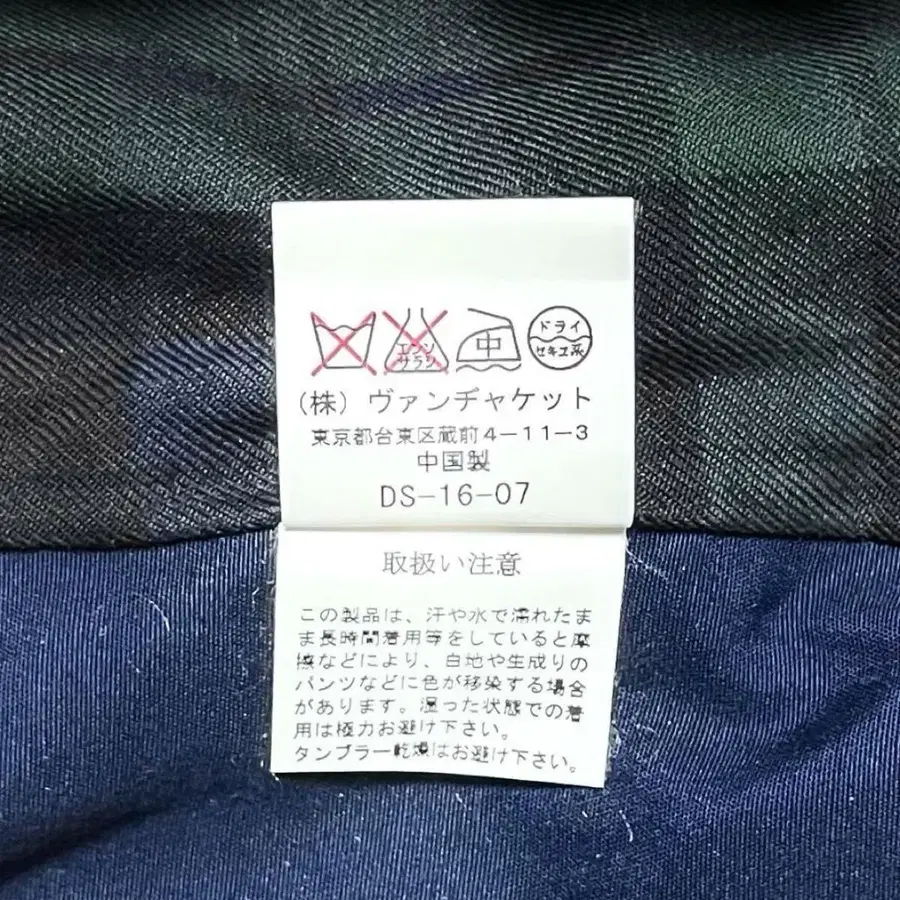 エンソ
サラシ
中
ドライ
セキユ系
（株）ヴァンヂャケット
東京都台東区蔵前4-11-3
中国製
DS-16-07
取扱い注意
この製品は、汗や水で濡れたま
ま長時間着用等をしていると摩
擦などにより、白地や生成りの
パンツなどに色が移染する場合
があります。湿った状態での着
用は極力お避け下さい。
タンブラー乾燥はお避け下さい。